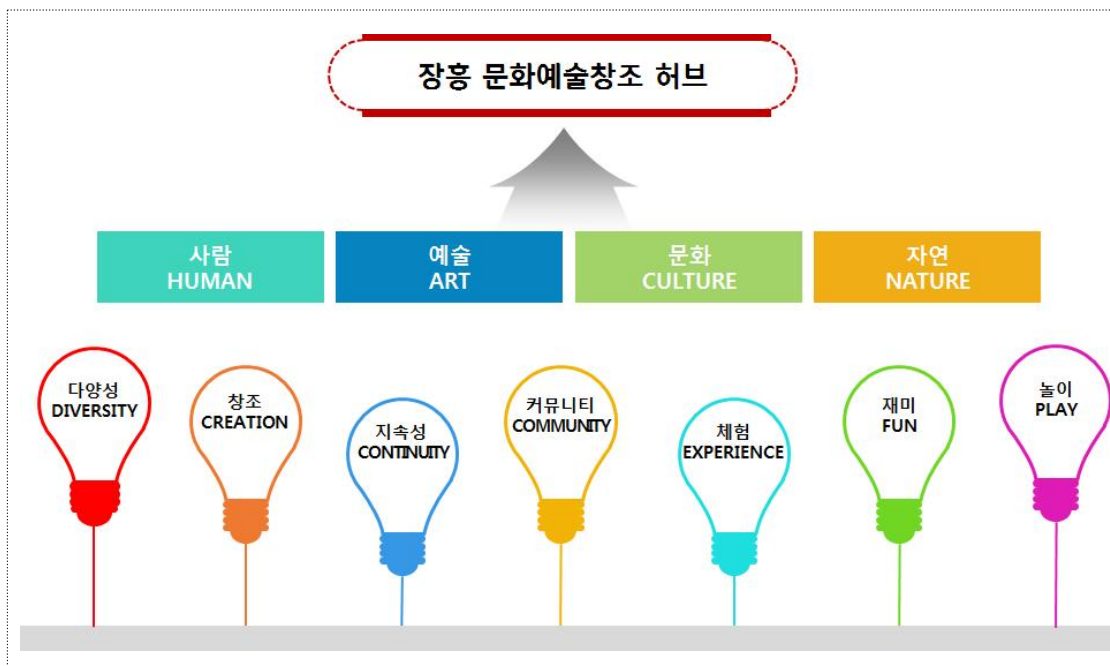 장흥 문화예술창조 허브
사람
HUMAN
예술
ART
문화
CULTURE
자연
NATURE
다양성
DIVERSITY
창조
CREATION
지속성
CONTINUITY
커뮤니티
COMMUNITY
체험
EXPERIENCE
재미
FUN
놀이
PLAY